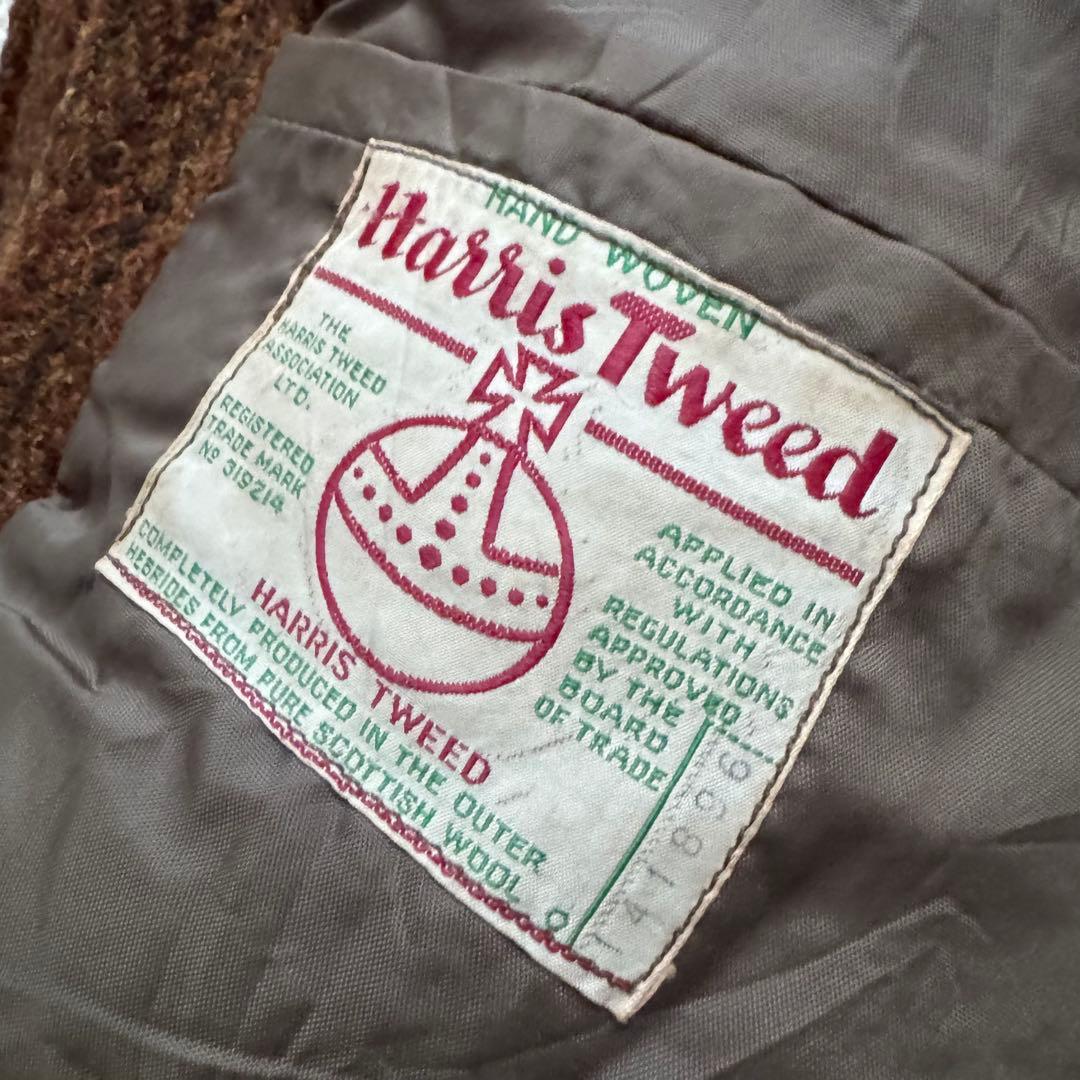 HAND WOVEN
Harris Tweed
THE
HARRIS TWEED
ASSOCIATION
LTD.
REGISTERED
TRADE MARK
Nº 319214
APPLIED IN
ACCORDANCE
WITH
REGULATIONS
APPROVED
BY THE
BOARD
OF TRADE
HARRIS TWEED
COMPLETELY PRODUCED IN THE OUTER
HEBRIDES FROM PURE SCOTTISH WOOL
1418896